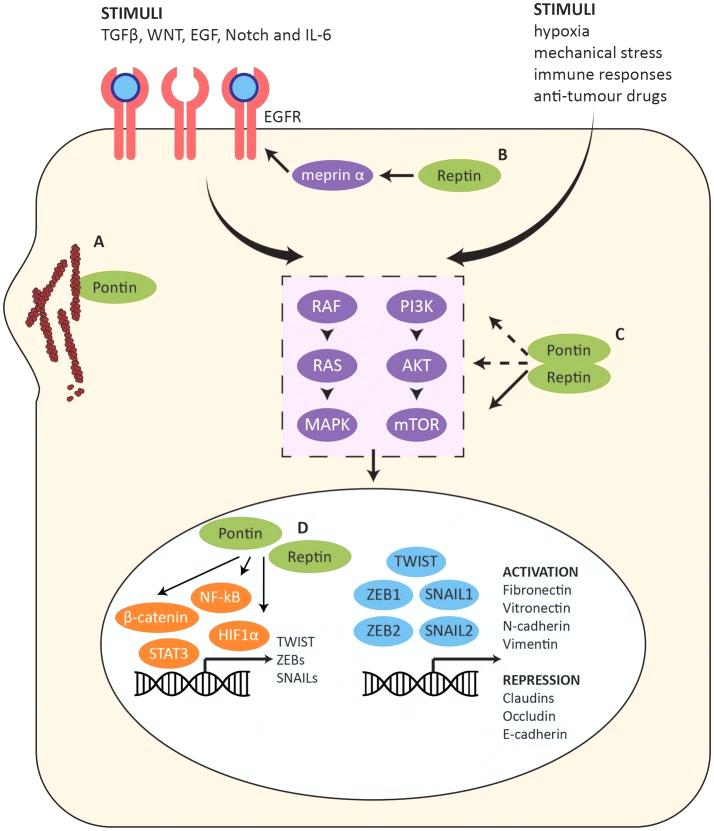 STIMULI
TGFβ, WNT, EGF, Notch and IL-6
STIMULI
hypoxia
mechanical stress
immune responses
anti-tumour drugs
EGFR
meprin α
Reptin
B
A
Pontin
RAF
RAS
MAPK
PI3K
AKT
mTOR
Pontin
Reptin
C
Pontin
D
Reptin
NF-kB
β-catenin
HIF1α
STAT3
TWIST
ZEBs
SNAILs
TWIST
ZEB1
SNAIL1
ZEB2
SNAIL2
ACTIVATION
Fibronectin
Vitronectin
N-cadherin
Vimentin
REPRESSION
Claudins
Occludin
E-cadherin